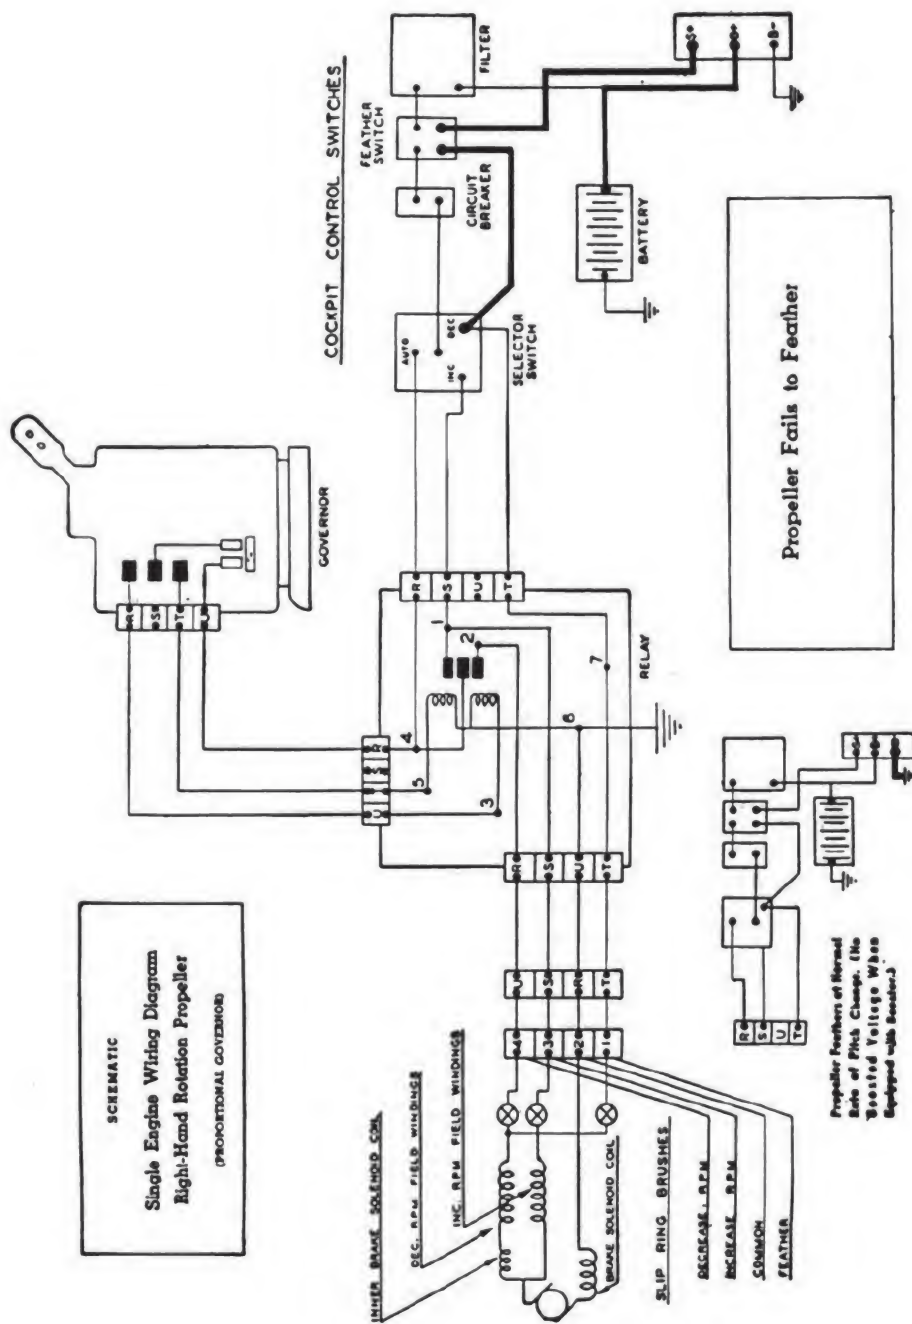 SCHEMATIC
Single Engine Wiring Diagram
Right-Hand Rotation Propeller
(PROPORTIONAL GOVERNOR)
COCKPIT CONTROL SWITCHES
FILTER
FEATHER
SWITCH
CIRCUIT
BREAKER
AUTO
INC
DEC
SELECTOR
SWITCH
S+
B+
B-
BATTERY
GOVERNOR
R
S
T
U
R
S
U
T
R
S
U
1
2
3
4
5
6
7
RELAY
R
S
U
T
U
S
R
T
4
3
2
1
INNER BRAKE SOLENOID COIL
DEC. RPM FIELD WINDINGS
INC. RPM FIELD WINDINGS
BRAKE SOLENOID COIL
SLIP RING BRUSHES
DECREASE, RPM
INCREASE RPM
COMMON
FEATHER
Propeller Fails to Feather
R
S
U
T
S+
B+
Propeller Feathers at Normal
Rate of Pitch Change. (No
Boosted Voltage When
Equipped with Booster.)